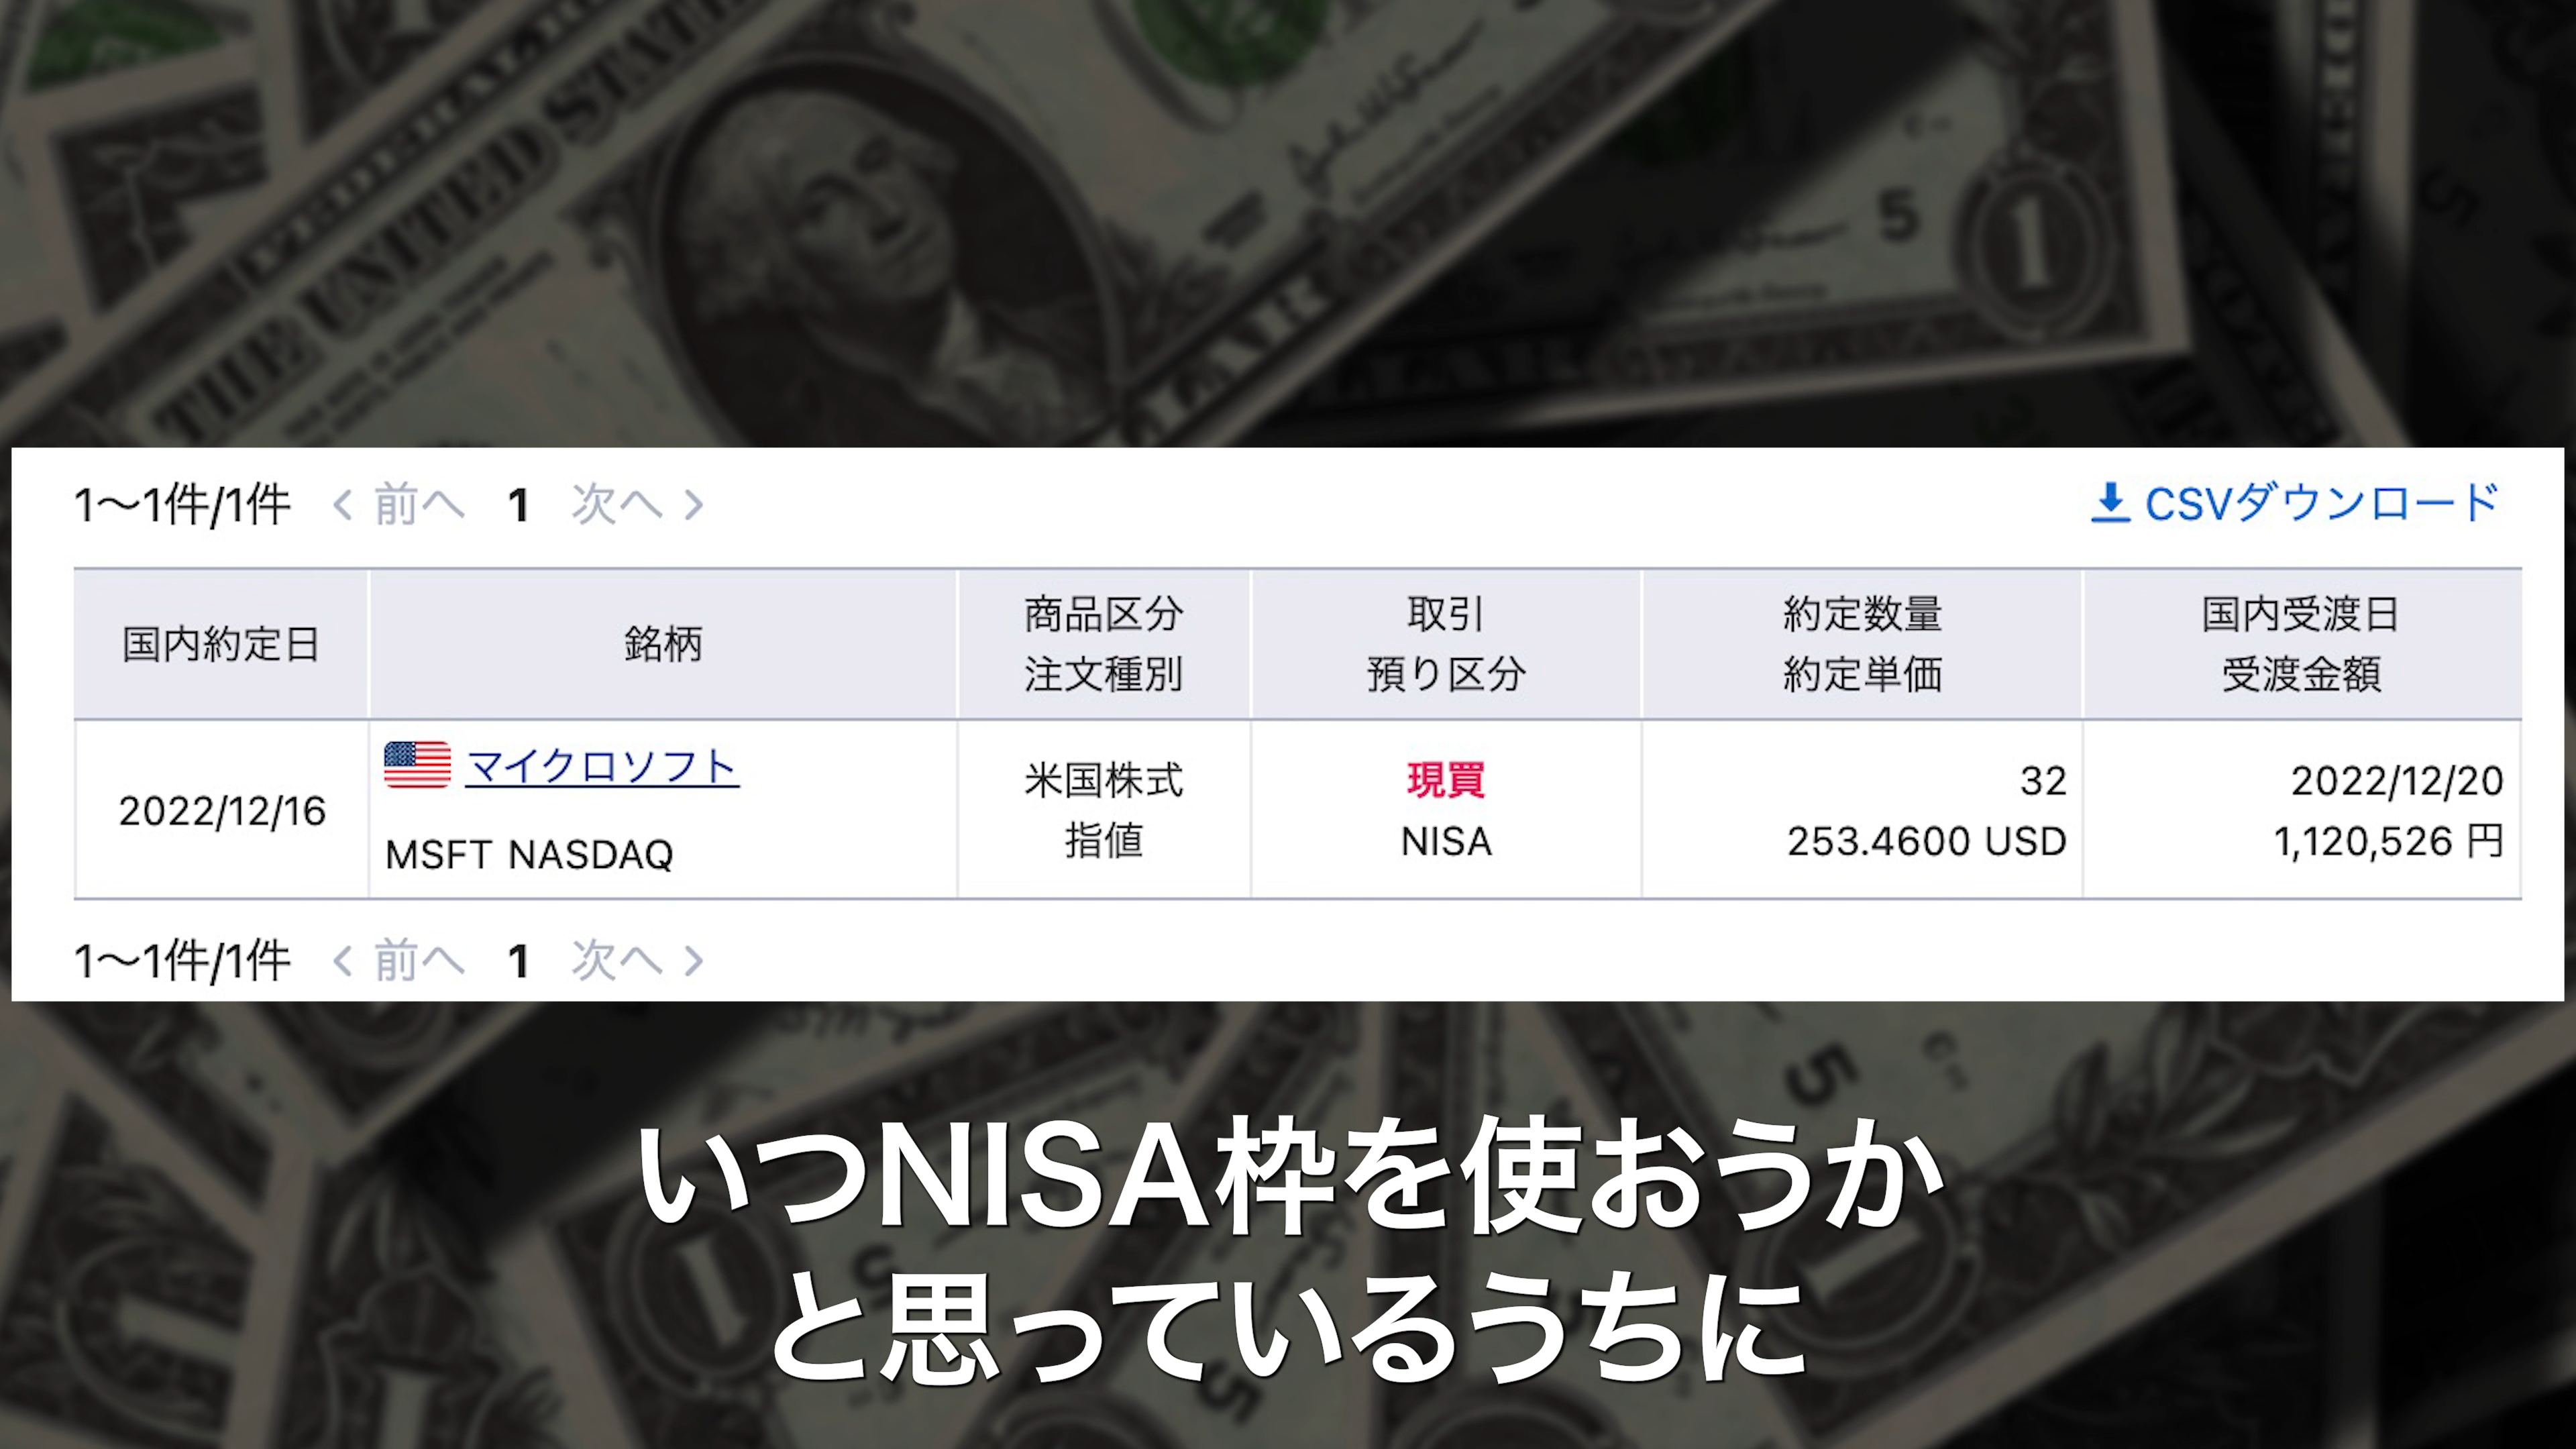 THE UNITED STATE
1
5
1〜1件/1件 < 前へ 1 次へ > CSVダウンロード
国内約定日 銘柄 商品区分 取引 約定数量 国内受渡日
注文種別 預り区分 約定単価 受渡金額
2022/12/16 マイクロソフト 米国株式 現買 32 2022/12/20
MSFT NASDAQ 指値 NISA 253.4600 USD 1,120,526 円
1〜1件/1件 < 前へ 1 次へ >
5
いつNISA枠を使おうか
と思っているうちに